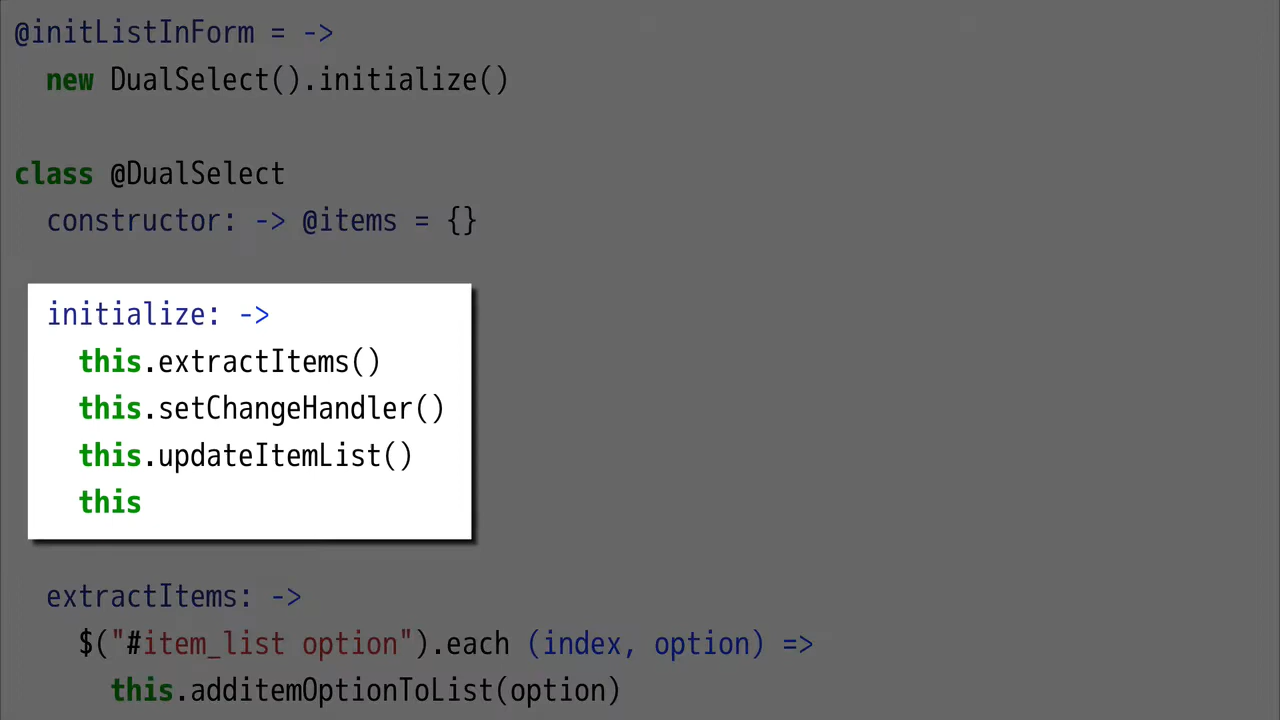 @initListInForm = ->
  new DualSelect().initialize()

class @DualSelect
  constructor: -> @items = {}

  initialize: ->
    this.extractItems()
    this.setChangeHandler()
    this.updateItemList()
    this

  extractItems: ->
    $("#item_list option").each (index, option) =>
      this.additemOptionToList(option)